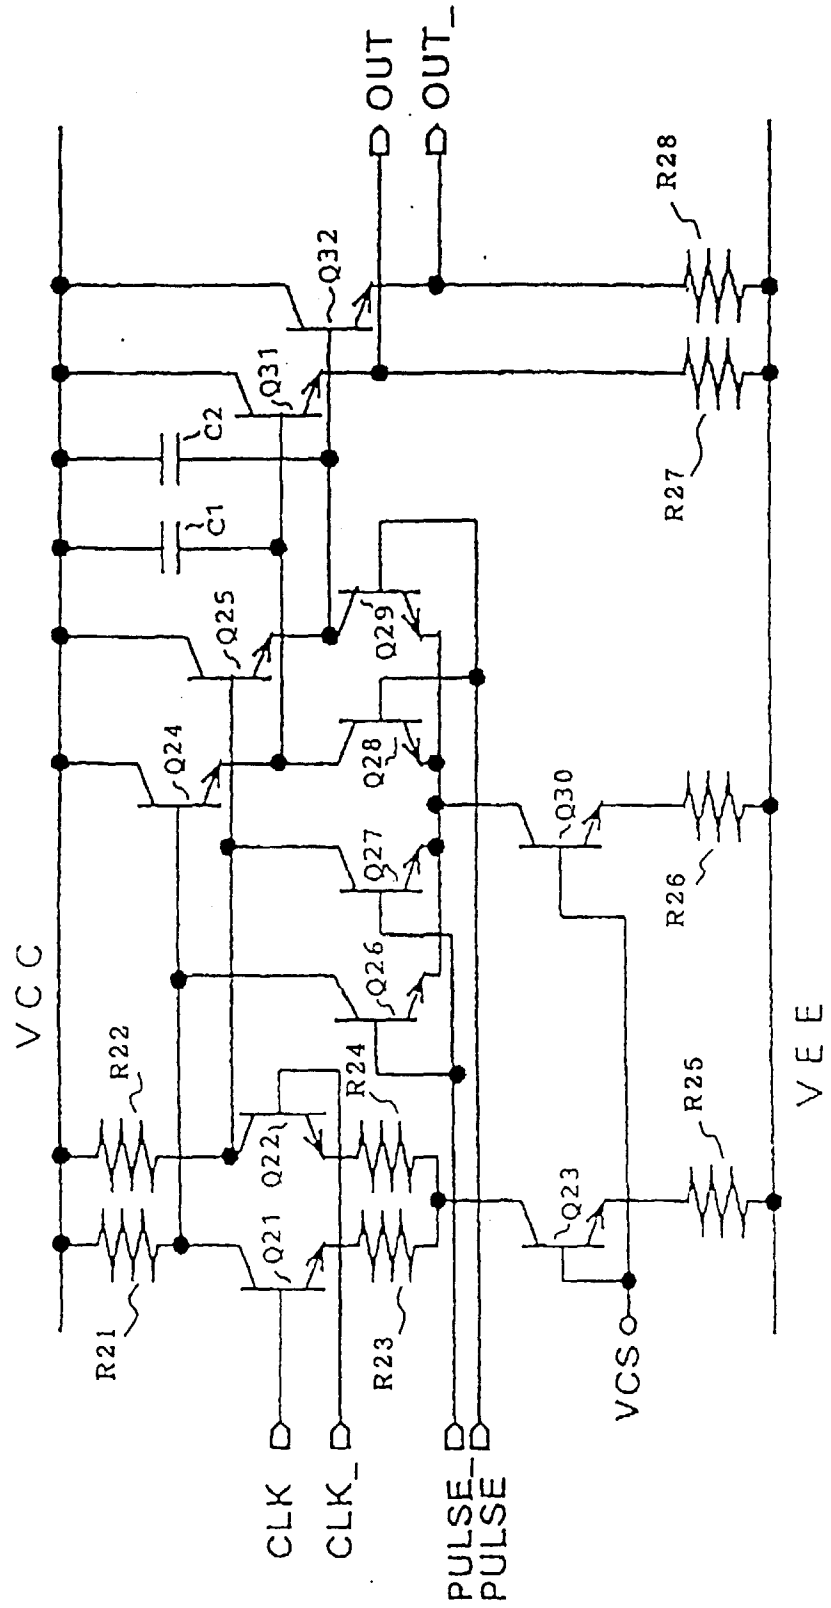 VCC
R21
R22
Q24
Q25
C1
C2
Q31
Q32
OUT
OUT_
CLK
CLK_
Q21
Q22
R23
R24
Q26
Q27
Q28
Q29
PULSE_
PULSE
VCS
Q23
Q30
R25
R26
R27
R28
VEE